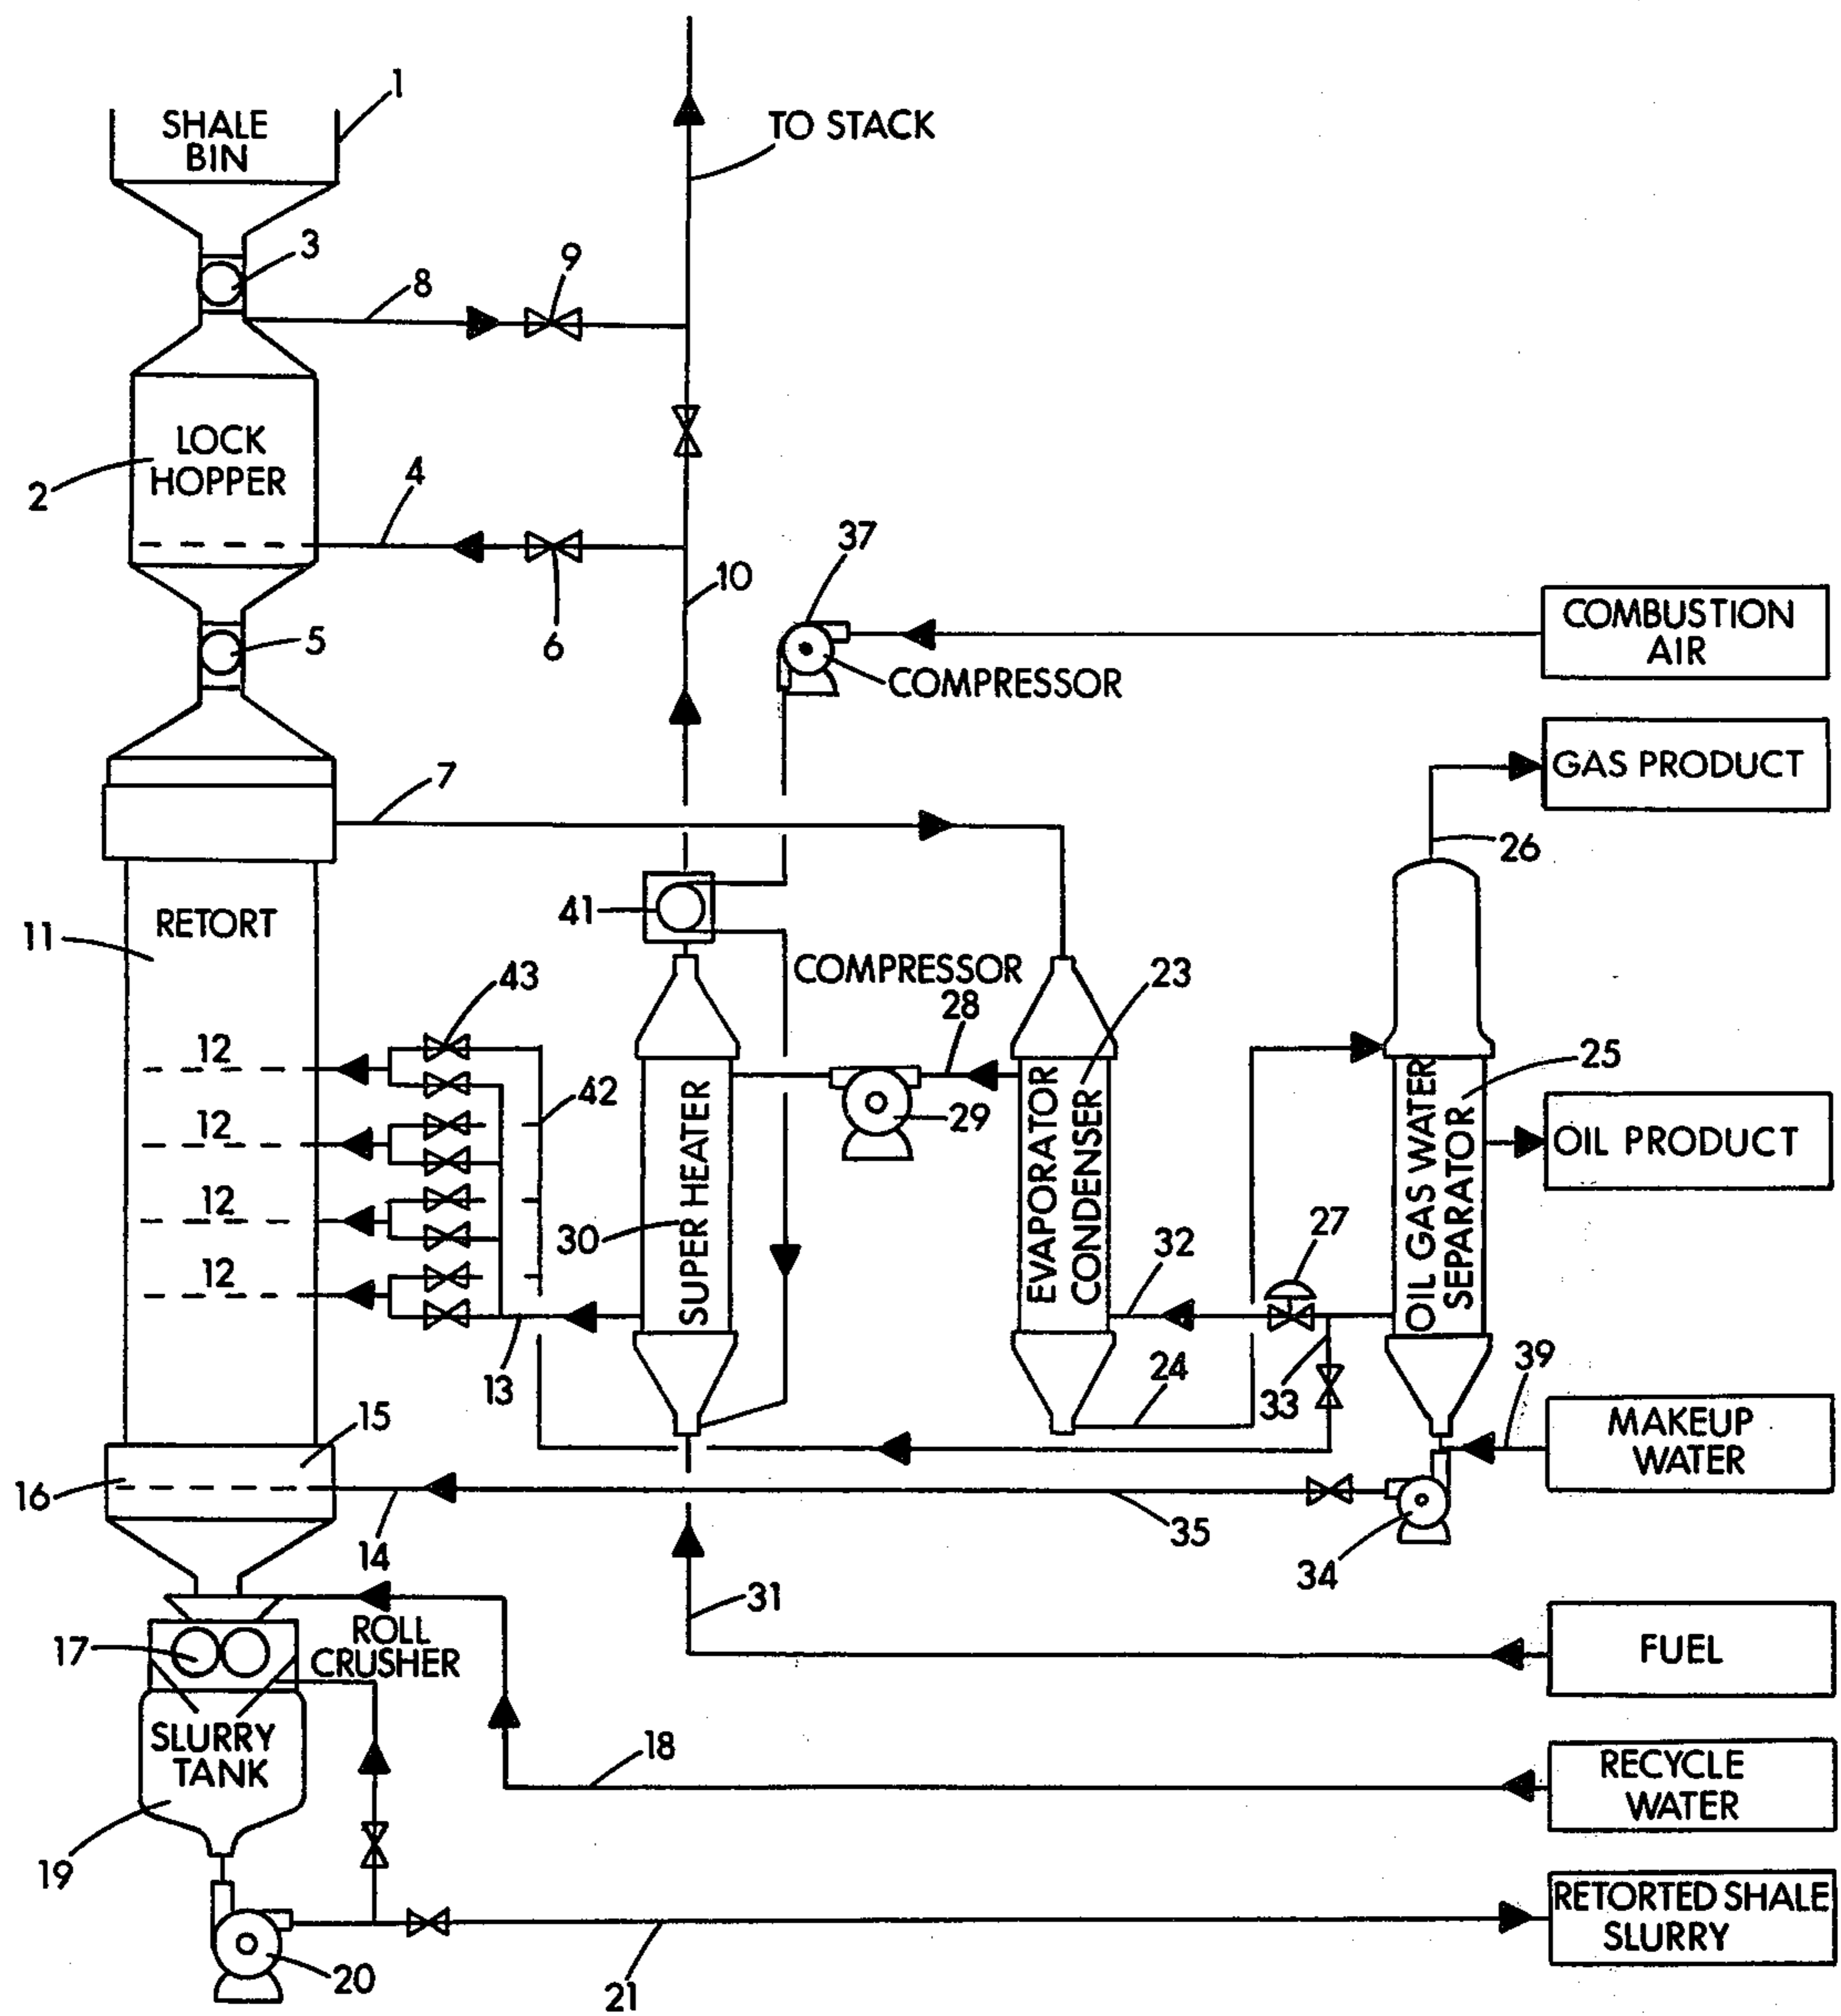 1
SHALE
BIN
TO STACK
3
8
9
LOCK
HOPPER
2
4
6
10
37
COMBUSTION
AIR
5
COMPRESSOR
GAS PRODUCT
7
26
41
RETORT
11
COMPRESSOR
28
23
43
12
42
25
29
12
OIL PRODUCT
12
12
SUPER HEATER
30
EVAPORATOR
CONDENSER
OIL GAS WATER
SEPARATOR
32
27
13
24
33
39
MAKEUP
WATER
15
16
14
35
34
31
FUEL
17
ROLL
CRUSHER
SLURRY
TANK
18
RECYCLE
WATER
19
RETORTED SHALE
SLURRY
20
21